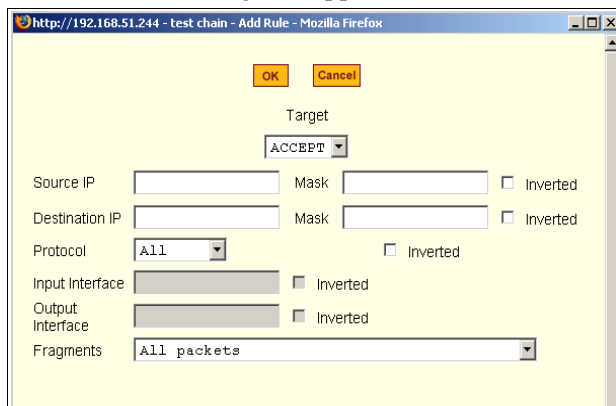 http://192.168.51.244 - test chain - Add Rule - Mozilla Firefox
OK Cancel
Target
ACCEPT
Source IP Mask Inverted
Destination IP Mask Inverted
Protocol All Inverted
Input Interface Inverted
Output
Interface Inverted
Fragments All packets